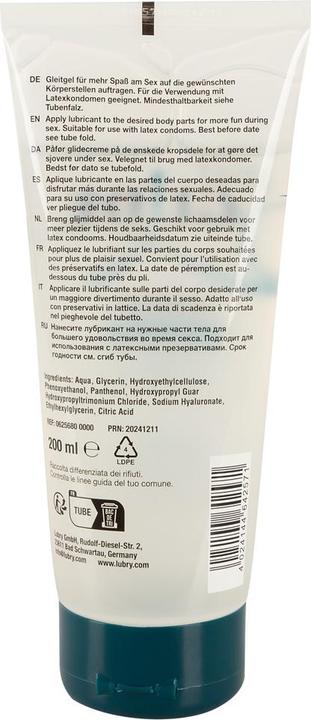 DE Gleitgel für mehr Spaß am Sex auf die gewünschten
Körperstellen auftragen. Für die Verwendung mit
Latexkondomen geeignet. Mindesthaltbarkeit siehe
Tubenfalz.
EN Apply lubricant to the desired body parts for more fun during
sex. Suitable for use with latex condoms. Best before date
see tube fold.
DA Påfør glidecreme på de ønskede kropsdele for at gøre det
sjovere under sex. Velegnet til brug med latexkondomer.
Bedst før dato se tubefold.
ES Aplique lubricante en las partes del cuerpo deseadas para
disfrutar más durante las relaciones sexuales. Adecuado
para su uso con preservativos de látex. Fecha de caducidad
ver pliegue del tubo.
NL Breng glijmiddel aan op de gewenste lichaamsdelen voor
meer plezier tijdens de seks. Geschikt voor gebruik met
latex condooms. Houdbaarheidsdatum zie uiteinde tube.
FR Appliquez le lubrifiant sur les parties du corps souhaitées
pour plus de plaisir sexuel. Convient pour l'utilisation avec
des préservatifs en latex. La date de péremption est au-
dessous du tube près du pli.
IT Applicare il lubrificante sulle parti del corpo desiderate per
un maggiore divertimento durante il sesso. Adatto all'uso
con preservativi in lattice. La data di scadenza è riportata
nel pieghevole del tubetto.
RU Нанесите лубрикант на нужные части тела для
большего удовольствия во время секса. Подходит для
использования с латексными презервативами. Срок
годности см. сгиб тубы.
Ingredients: Aqua, Glycerin, Hydroxyethylcellulose,
Phenoxyethanol, Panthenol, Hydroxypropyl Guar
Hydroxypropyltrimonium Chloride, Sodium Hyaluronate,
Ethylhexylglycerin, Citric Acid
REF: 0625680 0000 PRN: 20241211
200 ml e
4
LDPE
Raccolta differenziata dei rifiuti.
Controlla le linee guida del tuo comune.
FR
TUBE
BAC
DE
TRI
Lubry GmbH, Rudolf-Diesel-Str. 2,
23611 Bad Schwartau, Germany
info@lubry.com www.lubry.com
4024144642571